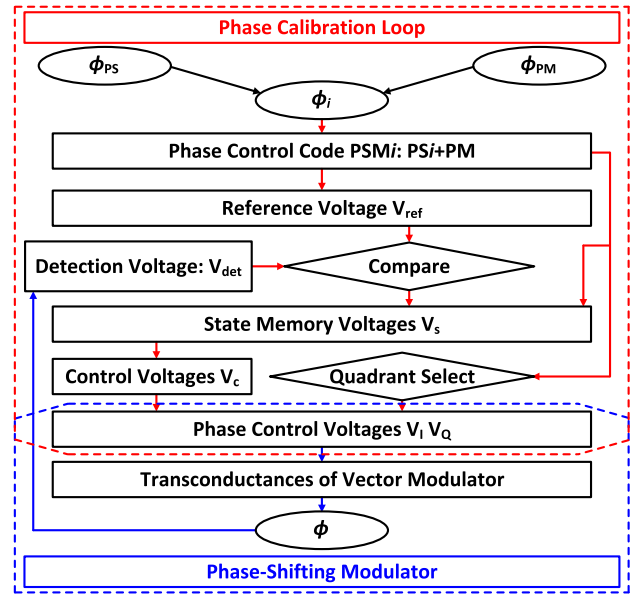 Phase Calibration Loop
ϕPS
ϕPM
ϕi
Phase Control Code PSMi: PSi+PM
Reference Voltage Vref
Detection Voltage: Vdet
Compare
State Memory Voltages Vs
Control Voltages Vc
Quadrant Select
Phase Control Voltages VI VQ
Transconductances of Vector Modulator
ϕ
Phase-Shifting Modulator